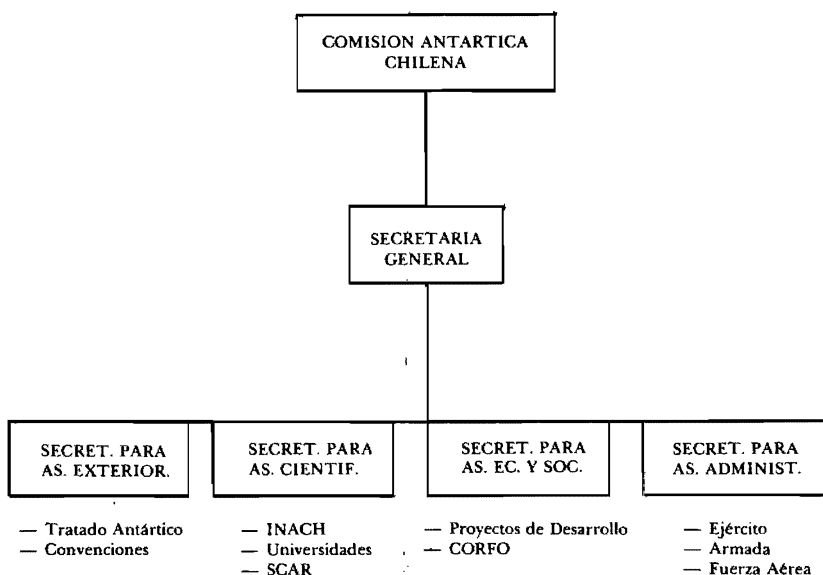 COMISION ANTARTICA
CHILENA
SECRETARIA
GENERAL
SECRET. PARA
AS. EXTERIOR.
SECRET. PARA
AS. CIENTIF.
SECRET. PARA
AS. EC. Y SOC.
SECRET. PARA
AS. ADMINIST.
— Tratado Antártico
— Convenciones
— INACH
— Universidades
— SCAR
— Proyectos de Desarrollo
— CORFO
— Ejército
— Armada
— Fuerza Aérea